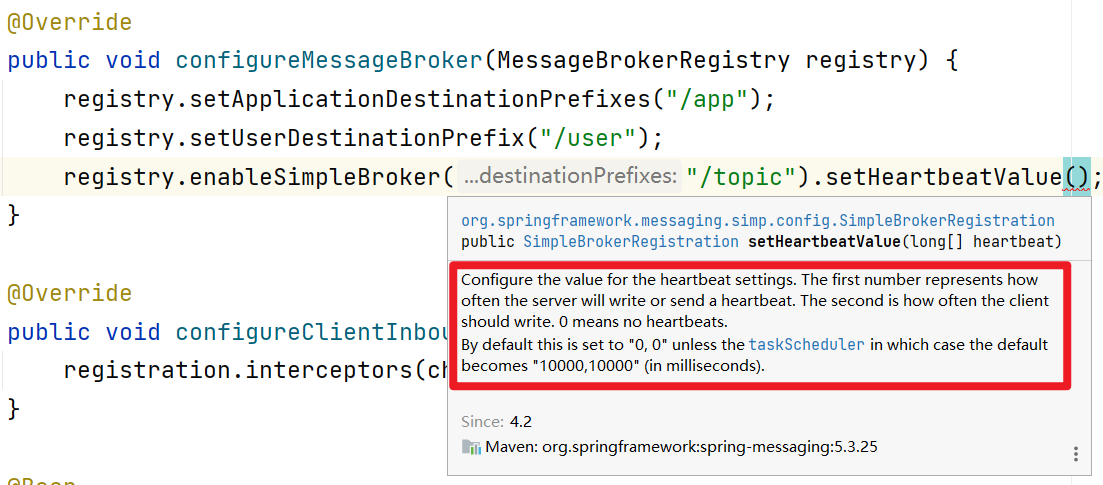 @Override
public void configureMessageBroker(MessageBrokerRegistry registry) {
registry.setApplicationDestinationPrefixes("/app");
registry.setUserDestinationPrefix("/user");
registry.enableSimpleBroker( ...destinationPrefixes: "/topic").setHeartbeatValue();
}
org.springframework.messaging.simp.config.SimpleBrokerRegistration
public SimpleBrokerRegistration setHeartbeatValue(long[] heartbeat)
Configure the value for the heartbeat settings. The first number represents how
often the server will write or send a heartbeat. The second is how often the client
should write. 0 means no heartbeats.
By default this is set to "0, 0" unless the taskScheduler in which case the default
becomes "10000,10000" (in milliseconds).
Since: 4.2
Maven: org.springframework:spring-messaging:5.3.25
@Override
public void configureClientInbou
registration.interceptors(ch
}